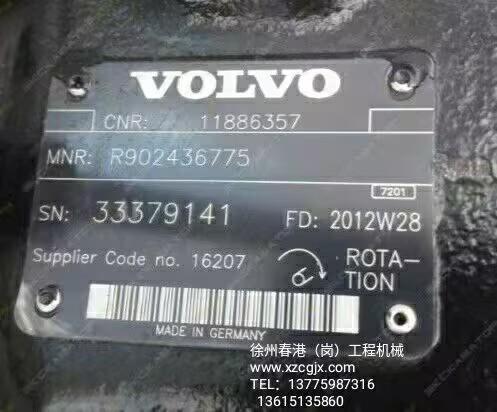 VOLVO
CNR: 11886357
MNR: R902436775
7201
SN: 33379141 FD: 2012W28
Supplier Code no. 16207 ROTA-
TION
MADE IN GERMANY
徐州春港（岗）工程机械
www.xzcgjx.com
TEL：13775987316
13615135860